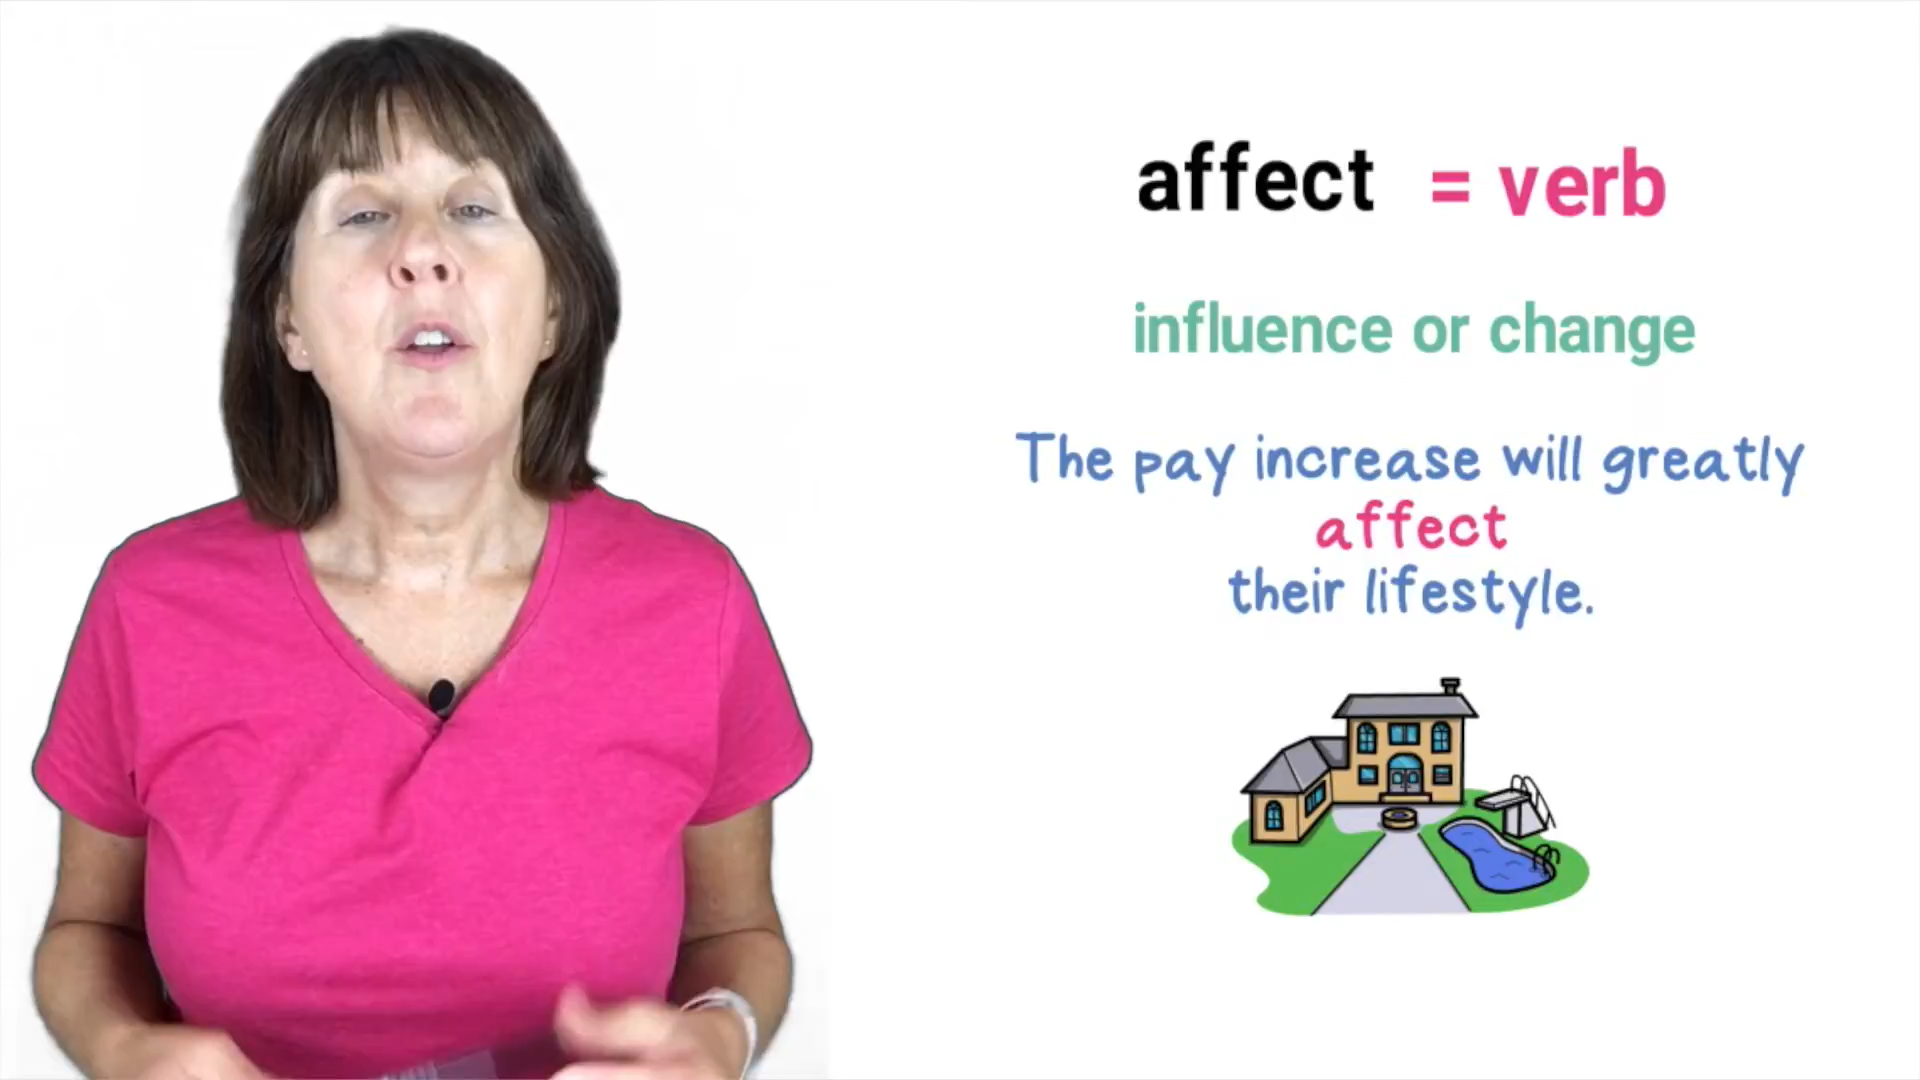 affect = verb
influence or change
The pay increase will greatly
affect
their lifestyle.